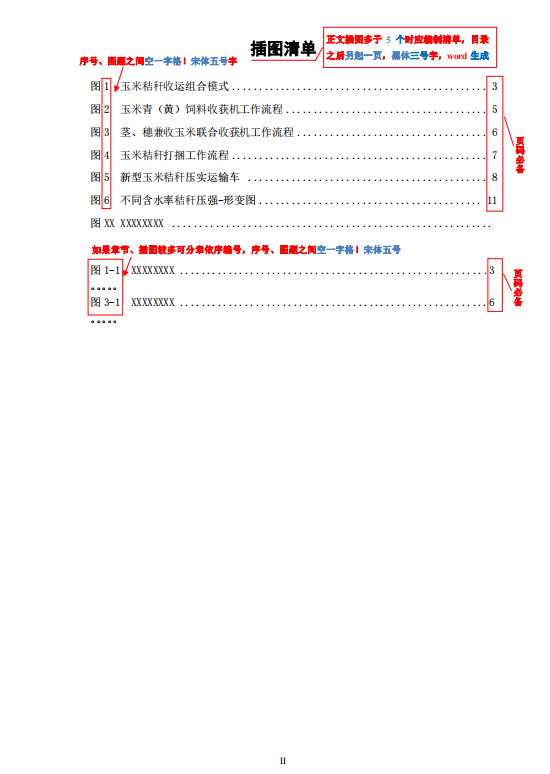 插图清单
正文插图多于 5 个时应编制清单，目录
之后另起一页，黑体三号字，word 生成
序号、图题之间空一字格！宋体五号字
图 1 玉米秸秆收运组合模式................................................ 3
图 2 玉米青（黄）饲料收获机工作流程...................................... 5
图 3 茎、穗兼收玉米联合收获机工作流程.................................... 6
图 4 玉米秸秆打捆工作流程................................................ 7
图 5 新型玉米秸秆压实运输车 .............................................. 8
图 6 不同含水率秸秆压强-形变图.......................................... 11
图 XX XXXXXXXX ......................................................
页码必备
如果章节、插图较多可分章依序编号，序号、图题之间空一字格！宋体五号
图 1-1 XXXXXXXX ....................................................3
。。。。。
图 3-1 XXXXXXXX ....................................................6
。。。。。
页码必备
II